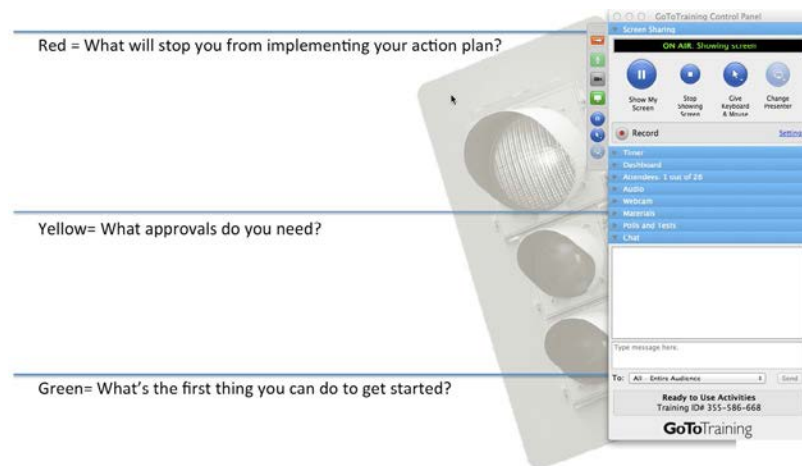 Red = What will stop you from implementing your action plan?
Yellow= What approvals do you need?
Green= What's the first thing you can do to get started?
GoToTraining Control Panel
Screen Sharing
ON AIR: Showing screen
Show My
Screen
Stop
Showing
Screen
Give
Keyboard
& Mouse
Change
Presenter
Record
Settings
Timer
Dashboard
Attendees: 1 out of 26
Audio
Webcam
Materials
Polls and Tests
Chat
Type message here.
To: All - Entire Audience
Send
Ready to Use Activities
Training ID# 355-586-668
GoToTraining